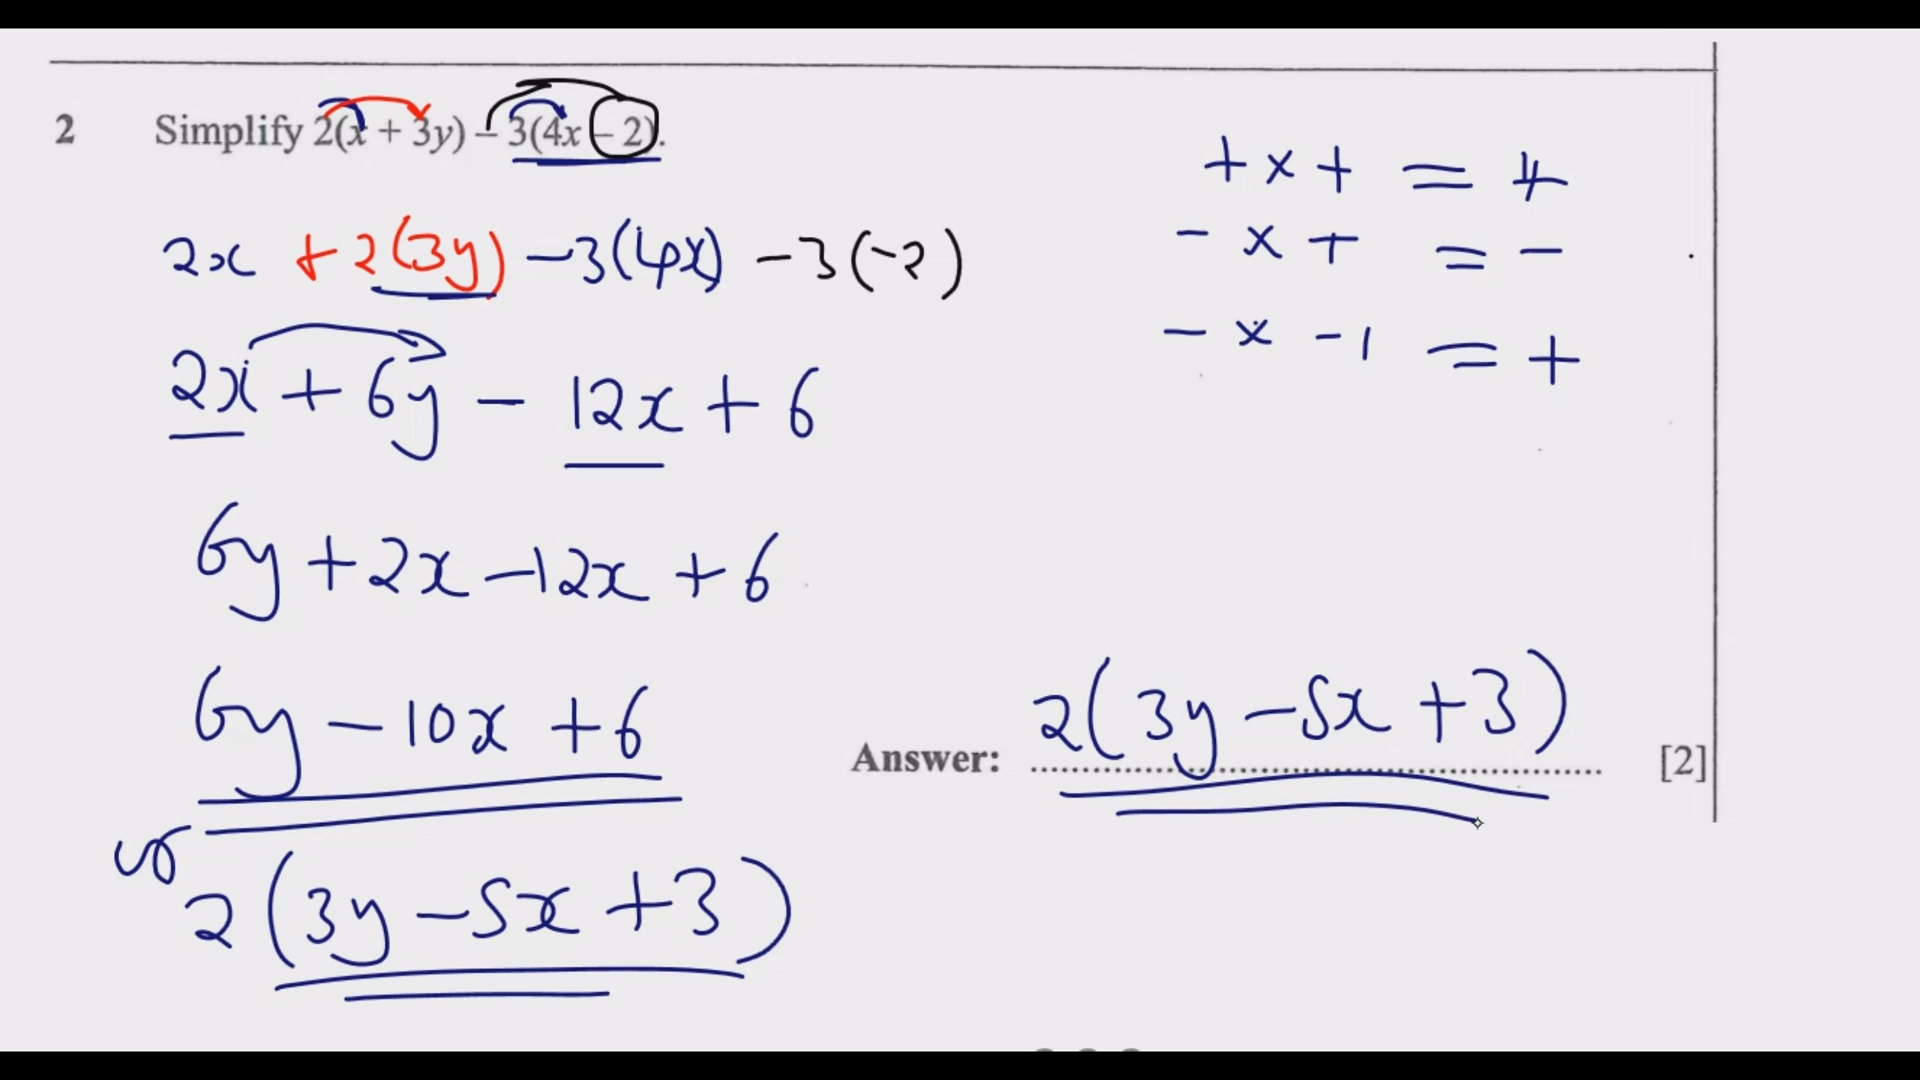 2 Simplify 2(x + 3y) – 3(4x – 2).
2x + 2(3y) -3(4x) -3(-2)
2x + 6y - 12x + 6
6y + 2x - 12x + 6
6y - 10x + 6
or
2(3y - 5x + 3)
+ x + = +
- x + = -
- x - 1 = +
Answer: 2(3y - 5x + 3) [2]